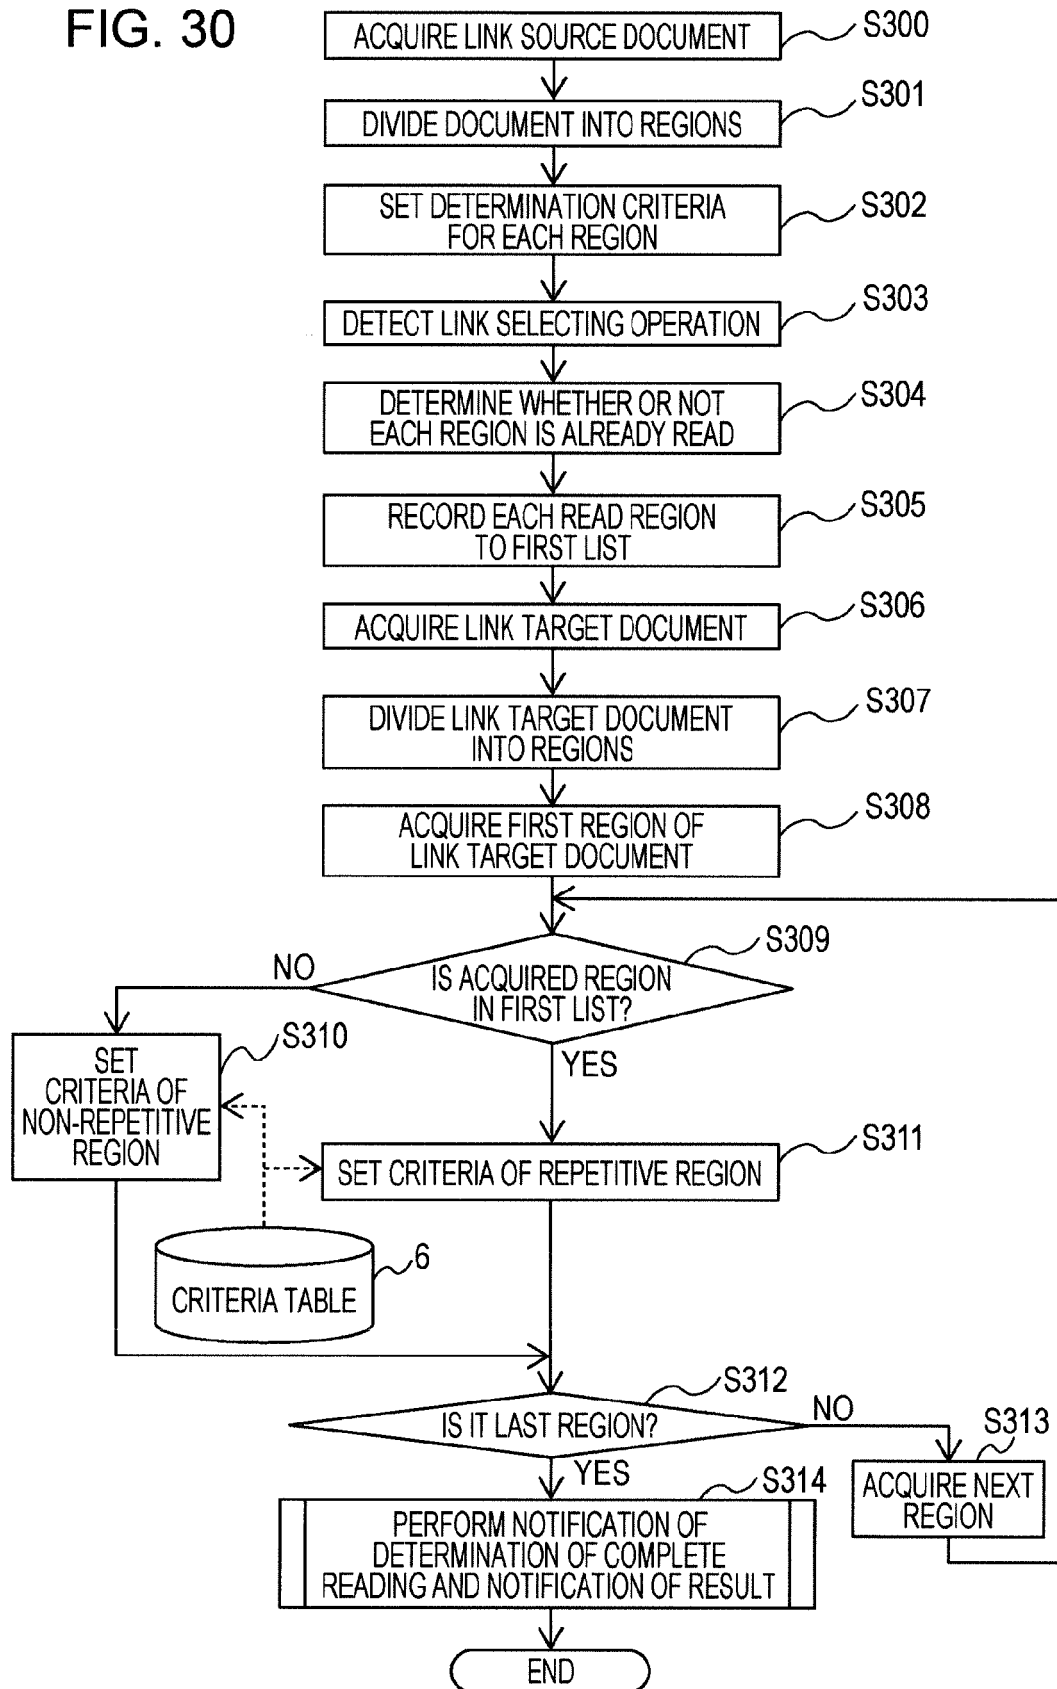 FIG. 30
ACQUIRE LINK SOURCE DOCUMENT
S300
DIVIDE DOCUMENT INTO REGIONS
S301
SET DETERMINATION CRITERIA
FOR EACH REGION
S302
DETECT LINK SELECTING OPERATION
S303
DETERMINE WHETHER OR NOT
EACH REGION IS ALREADY READ
S304
RECORD EACH READ REGION
TO FIRST LIST
S305
ACQUIRE LINK TARGET DOCUMENT
S306
DIVIDE LINK TARGET DOCUMENT
INTO REGIONS
S307
ACQUIRE FIRST REGION OF
LINK TARGET DOCUMENT
S308
IS ACQUIRED REGION
IN FIRST LIST?
S309
NO
YES
SET
CRITERIA OF
NON-REPETITIVE
REGION
S310
SET CRITERIA OF REPETITIVE REGION
S311
CRITERIA TABLE
6
IS IT LAST REGION?
S312
NO
YES
ACQUIRE NEXT
REGION
S313
PERFORM NOTIFICATION OF
DETERMINATION OF COMPLETE
READING AND NOTIFICATION OF RESULT
S314
END